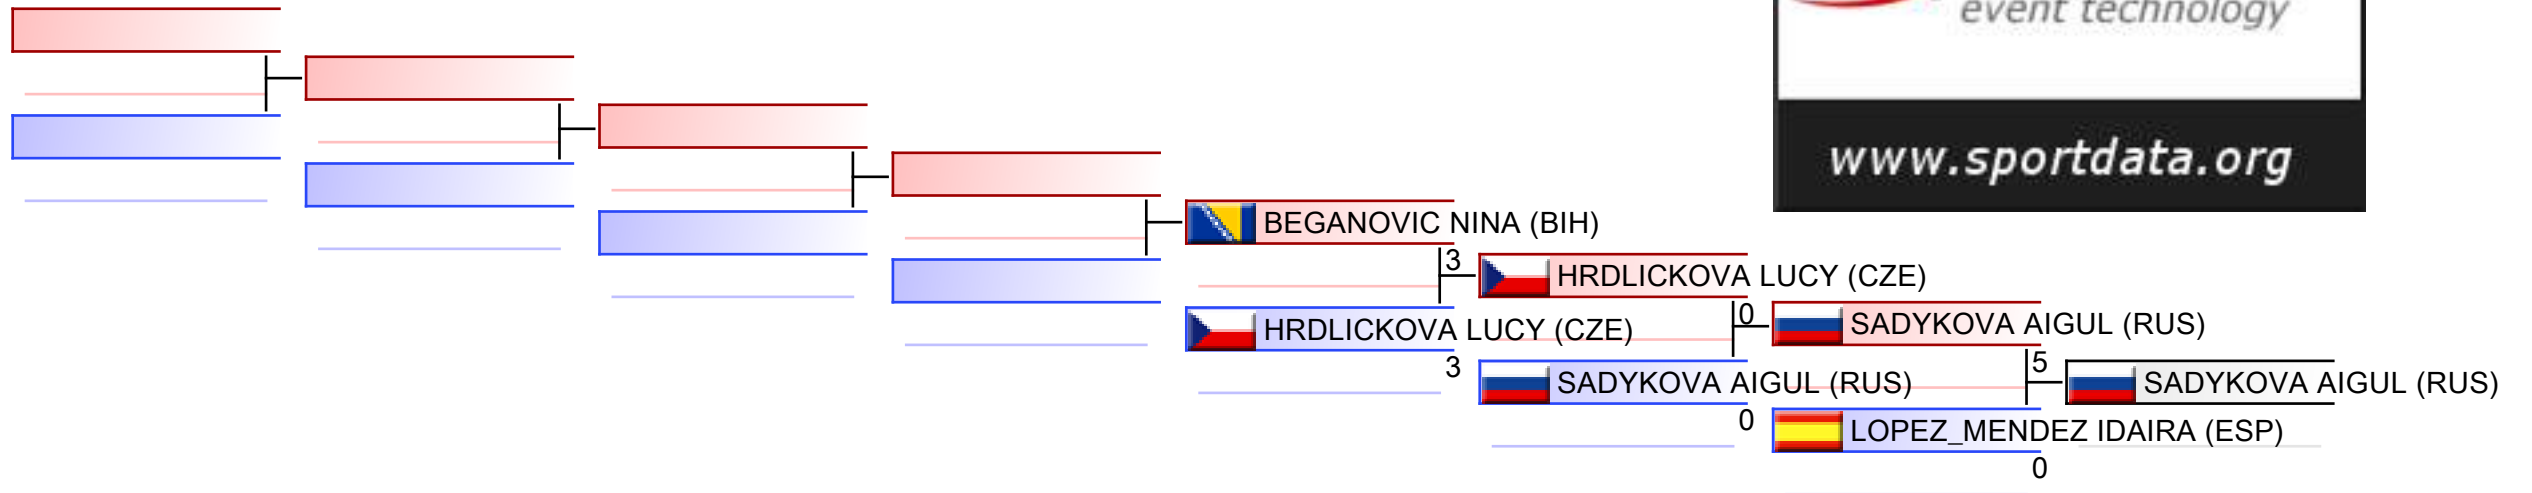 event technology
www.sportdata.org
BEGANOVIC NINA (BIH)
3
HRDLICKOVA LUCY (CZE)
HRDLICKOVA LUCY (CZE)
3
0
SADYKOVA AIGUL (RUS)
SADYKOVA AIGUL (RUS)
0
5
SADYKOVA AIGUL (RUS)
LOPEZ_MENDEZ IDAIRA (ESP)
0